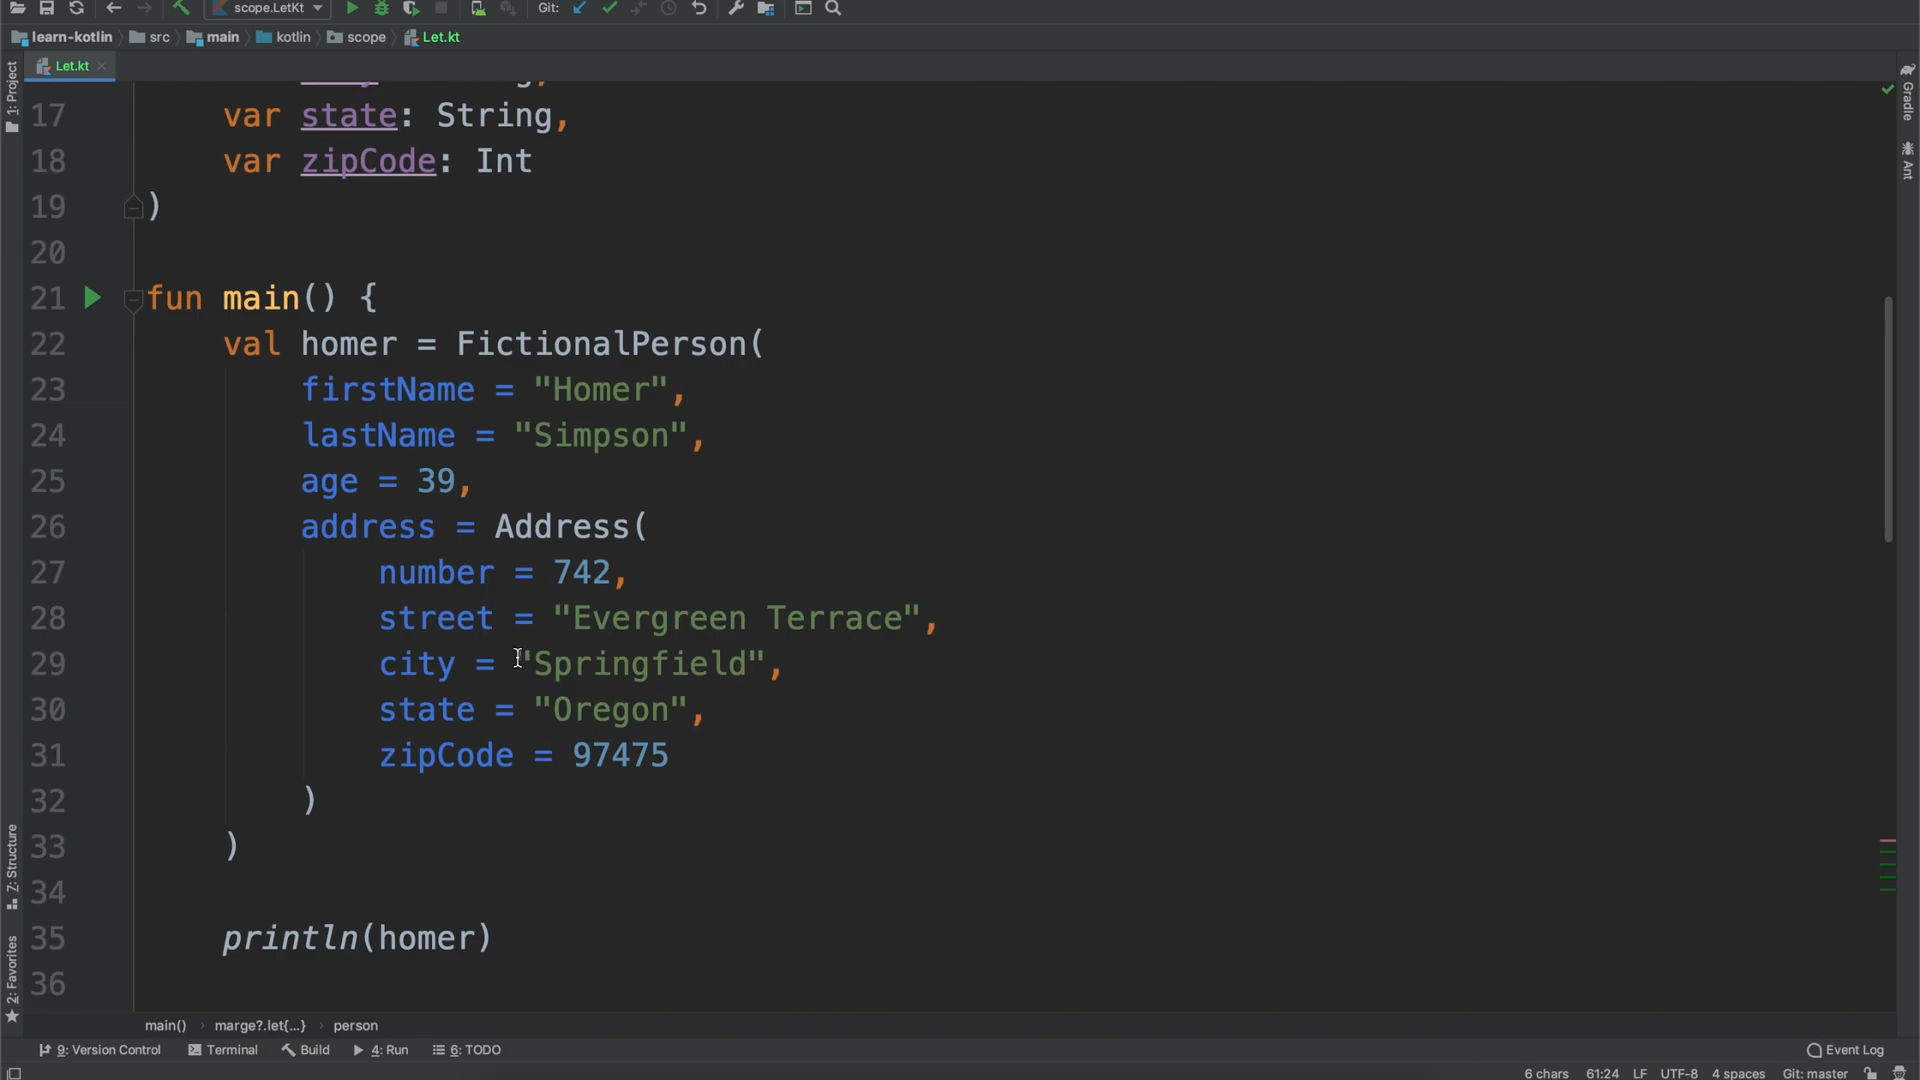 scope.LetKt
Git:
learn-kotlin
src
main
kotlin
scope
Let.kt
Let.kt
1: Project
Gradle
Ant
17 var state: String,
18 var zipCode: Int
19 )
20
21 fun main() {
22 val homer = FictionalPerson(
23 firstName = "Homer",
24 lastName = "Simpson",
25 age = 39,
26 address = Address(
27 number = 742,
28 street = "Evergreen Terrace",
29 city = "Springfield",
30 state = "Oregon",
31 zipCode = 97475
32 )
33 )
34
35 println(homer)
36
Z: Structure
2: Favorites
main() marge?.let{...} person
9: Version Control Terminal Build 4: Run 6: TODO Event Log
6 chars 61:24 LF UTF-8 4 spaces Git: master